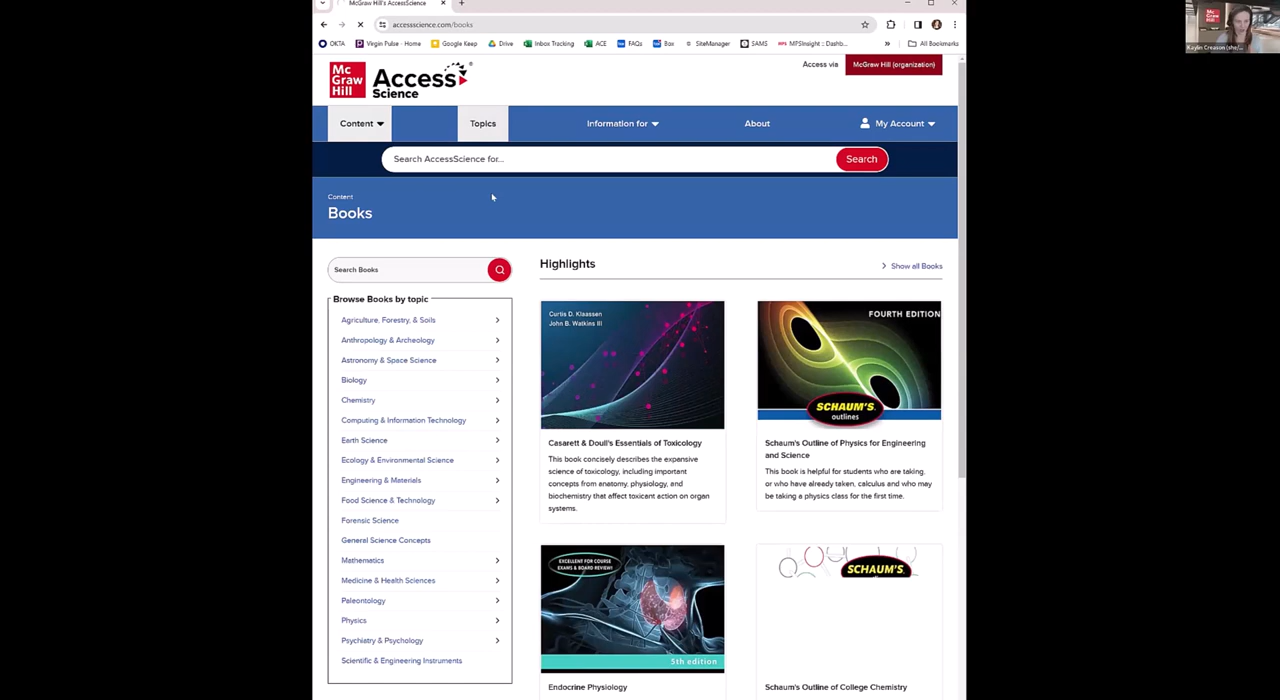 McGraw Hill's AccessScience
accessscience.com/books
OKTA
Virgin Pulse - Home
Google Keep
Drive
Inbox Tracking
ACE
FAQs
Box
SiteManager
SAMS
MPSInsight :: Dashb...
All Bookmarks
Kaylin Creason (she/...
Mc
Graw
Hill
Access
Science
Access via
McGraw Hill (organization)
Content
Topics
Information for
About
My Account
Search AccessScience for...
Search
Content
Books
Search Books
Browse Books by topic
Agriculture, Forestry, & Soils
Anthropology & Archeology
Astronomy & Space Science
Biology
Chemistry
Computing & Information Technology
Earth Science
Ecology & Environmental Science
Engineering & Materials
Food Science & Technology
Forensic Science
General Science Concepts
Mathematics
Medicine & Health Sciences
Paleontology
Physics
Psychiatry & Psychology
Scientific & Engineering Instruments
Highlights
Show all Books
Curtis D. Klaassen
John B. Watkins III
Casarett & Doull's Essentials of Toxicology
This book concisely describes the expansive
science of toxicology, including important
concepts from anatomy, physiology, and
biochemistry that affect toxicant action on organ
systems.
FOURTH EDITION
SCHAUM'S
outlines
Schaum's Outline of Physics for Engineering
and Science
This book is helpful for students who are taking,
or who have already taken, calculus and who may
be taking a physics class for the first time.
EXCELLENT FOR COURSE
EXAMS & BOARD REVIEW!
5th edition
Endocrine Physiology
SCHAUM'S
Schaum's Outline of College Chemistry